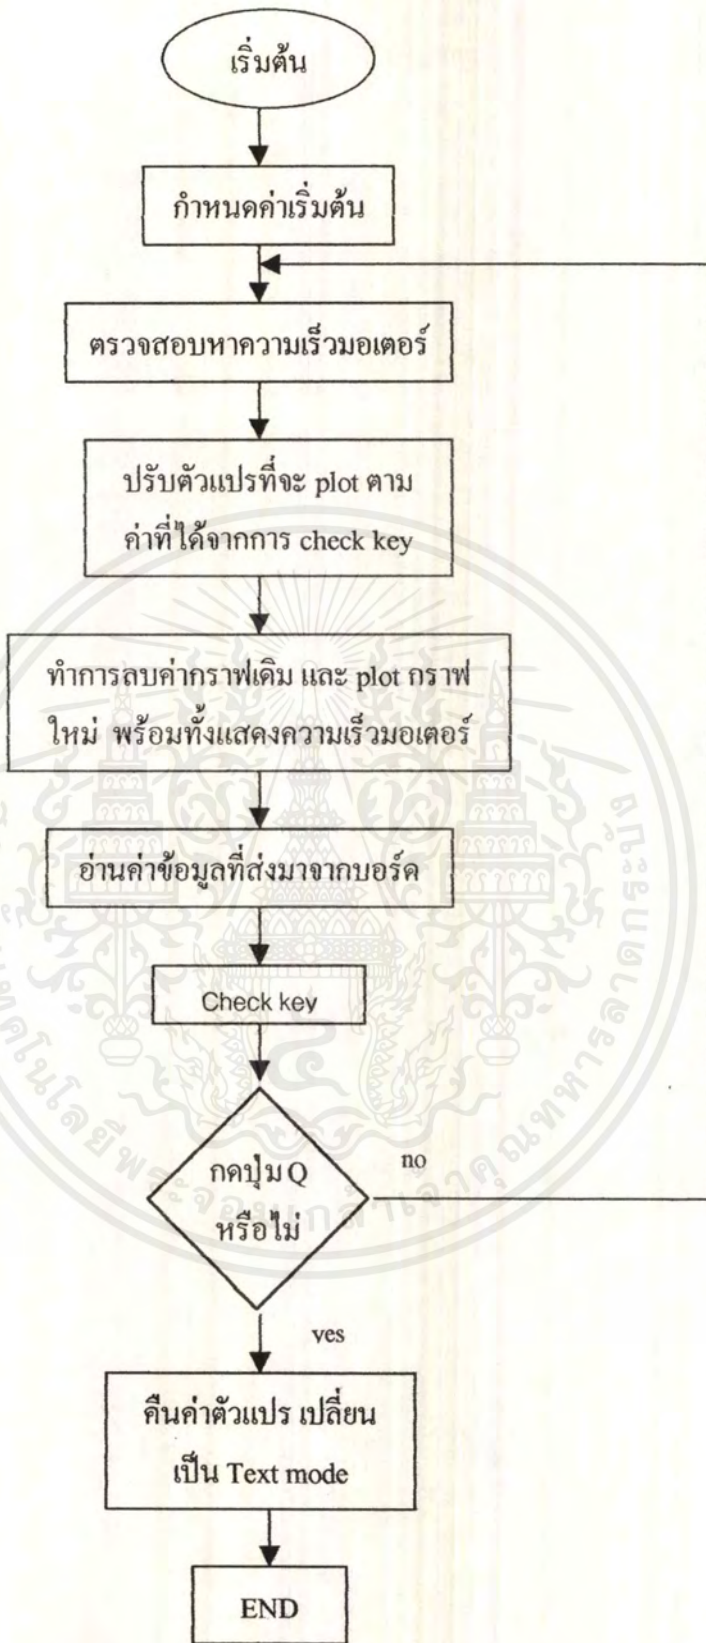 เริ่มต้น
กำหนดค่าเริ่มต้น
ตรวจสอบหาความเร็วมอเตอร์
ปรับตัวแปรที่จะ plot ตาม
ค่าที่ได้จากการ check key
ทำการลบค่ากราฟเดิม และ plot กราฟ
ใหม่ พร้อมทั้งแสดงความเร็วมอเตอร์
อ่านค่าข้อมูลที่ส่งมาจากบอร์ด
Check key
กดปุ่ม Q
หรือไม่
no
yes
คืนค่าตัวแปร เปลี่ยน
เป็น Text mode
END